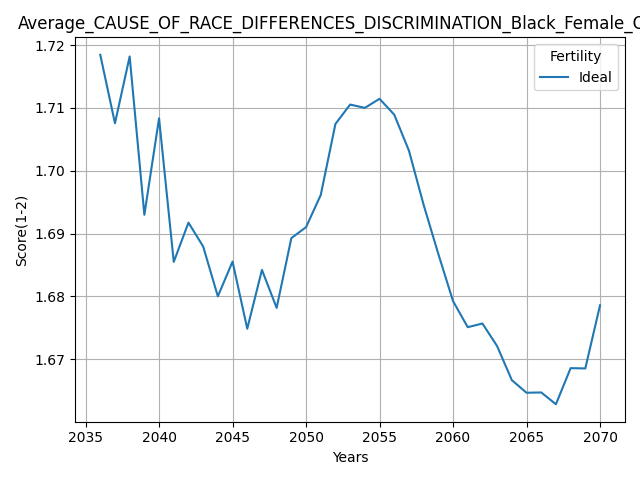 Average_CAUSE_OF_RACE_DIFFERENCES_DISCRIMINATION_Black_Female_
Fertility
Ideal
1.72
1.71
1.70
1.69
1.68
1.67
Score(1-2)
2035 2040 2045 2050 2055 2060 2065 2070
Years